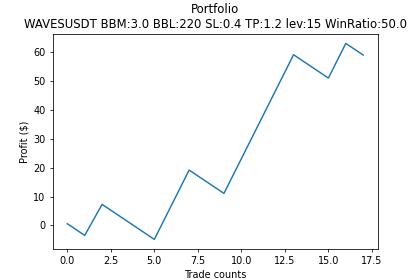 Portfolio
WAVESUSDT BBM:3.0 BBL:220 SL:0.4 TP:1.2 lev:15 WinRatio:50.0
60
50
40
30
20
10
0
Profit ($)
0.0 2.5 5.0 7.5 10.0 12.5 15.0 17.5
Trade counts